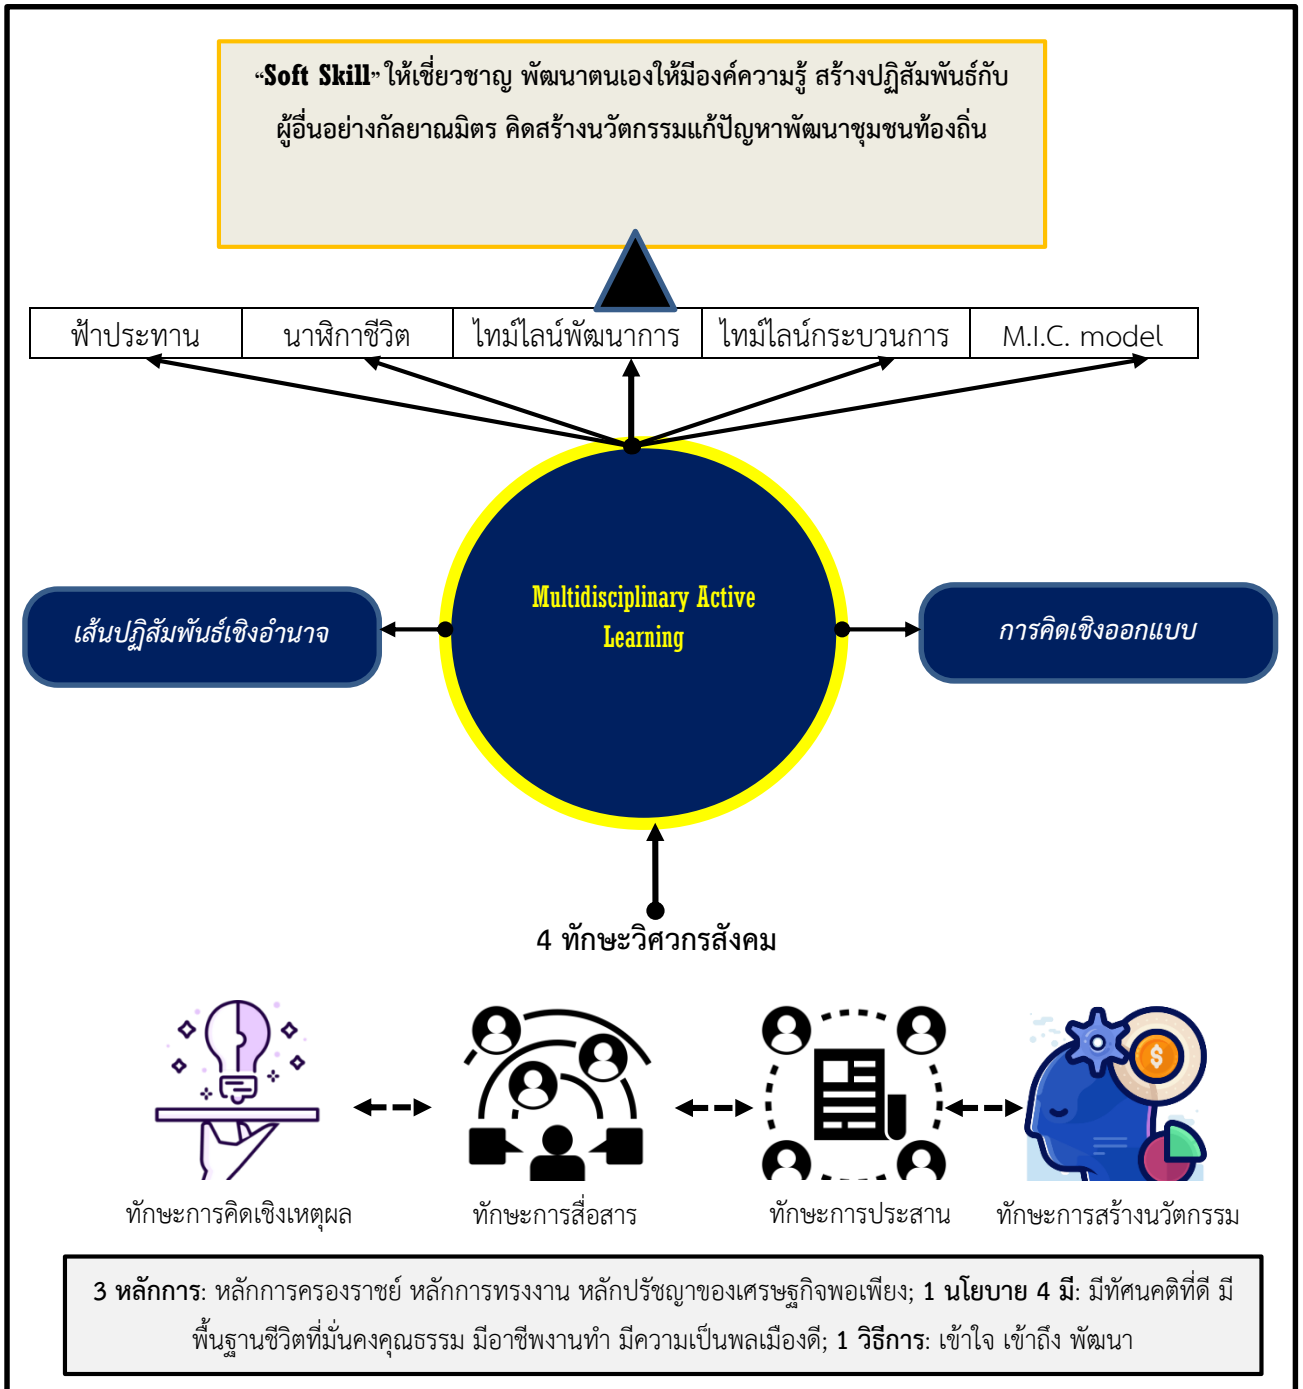 “Soft Skill” ให้เชี่ยวชาญ พัฒนาตนเองให้มีองค์ความรู้ สร้างปฏิสัมพันธ์กับ
ผู้อื่นอย่างกัลยาณมิตร คิดสร้างนวัตกรรมแก้ปัญหาพัฒนาชุมชนท้องถิ่น
ฟ้าประทาน
นาฬิกาชีวิต
ไทม์ไลน์พัฒนาการ
ไทม์ไลน์กระบวนการ
M.I.C. model
Multidisciplinary Active
Learning
เส้นปฏิสัมพันธ์เชิงอำนาจ
การคิดเชิงออกแบบ
4 ทักษะวิศวกรสังคม
$
ทักษะการคิดเชิงเหตุผล
ทักษะการสื่อสาร
ทักษะการประสาน
ทักษะการสร้างนวัตกรรม
3 หลักการ: หลักการครองราชย์ หลักการทรงงาน หลักปรัชญาของเศรษฐกิจพอเพียง; 1 นโยบาย 4 มี: มีทัศนคติที่ดี มี
พื้นฐานชีวิตที่มั่นคงคุณธรรม มีอาชีพงานทำ มีความเป็นพลเมืองดี; 1 วิธีการ: เข้าใจ เข้าถึง พัฒนา